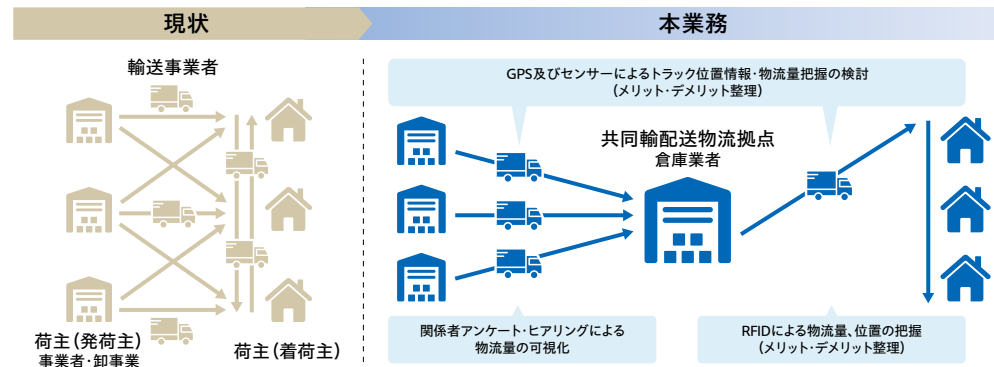 現状
本業務
輸送事業者
荷主(発荷主)
事業者・卸事業
荷主(着荷主)
GPS及びセンサーによるトラック位置情報・物流量把握の検討
(メリット・デメリット整理)
共同輸配送物流拠点
倉庫業者
関係者アンケート・ヒアリングによる
物流量の可視化
RFIDによる物流量、位置の把握
(メリット・デメリット整理)